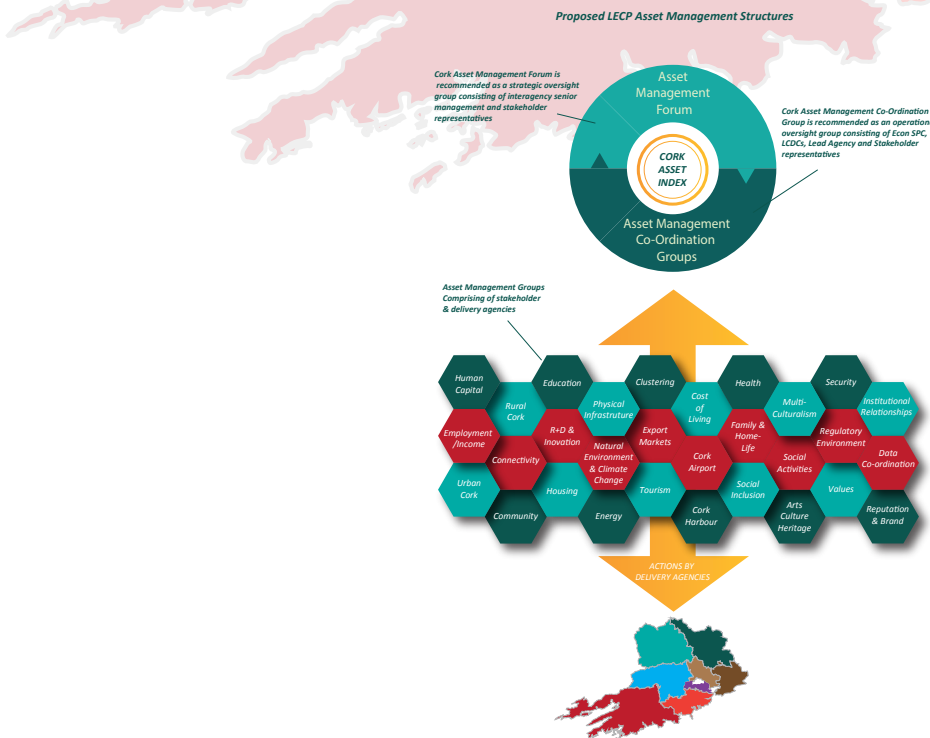 Proposed LECP Asset Management Structures
Cork Asset Management Forum is
recommended as a strategic oversight
group consisting of interagency senior
management and stakeholder
representatives
Asset
Management
Forum
Cork Asset Management Co-Ordination
Group is recommended as an operation
oversight group consisting of Econ SPC,
LCDCs, Lead Agency and Stakeholder
representatives
CORK
ASSET
INDEX
Asset Management
Co-Ordination
Groups
Asset Management Groups
Comprising of stakeholder
& delivery agencies
Human
Capital
Education
Clustering
Health
Security
Rural
Cork
Physical
Infrastruture
Cost
of
Living
Multi-
Culturalism
Institutional
Relationships
Employment
/Income
R+D &
Inovation
Export
Markets
Family &
Home-
Life
Regulatory
Environment
Connectivity
Natural
Environment
& Climate
Change
Cork
Airport
Social
Activities
Data
Co-ordination
Urban
Cork
Housing
Tourism
Social
Inclusion
Values
Community
Energy
Cork
Harbour
Arts
Culture
Heritage
Reputation
& Brand
ACTIONS BY
DELIVERY AGENCIES